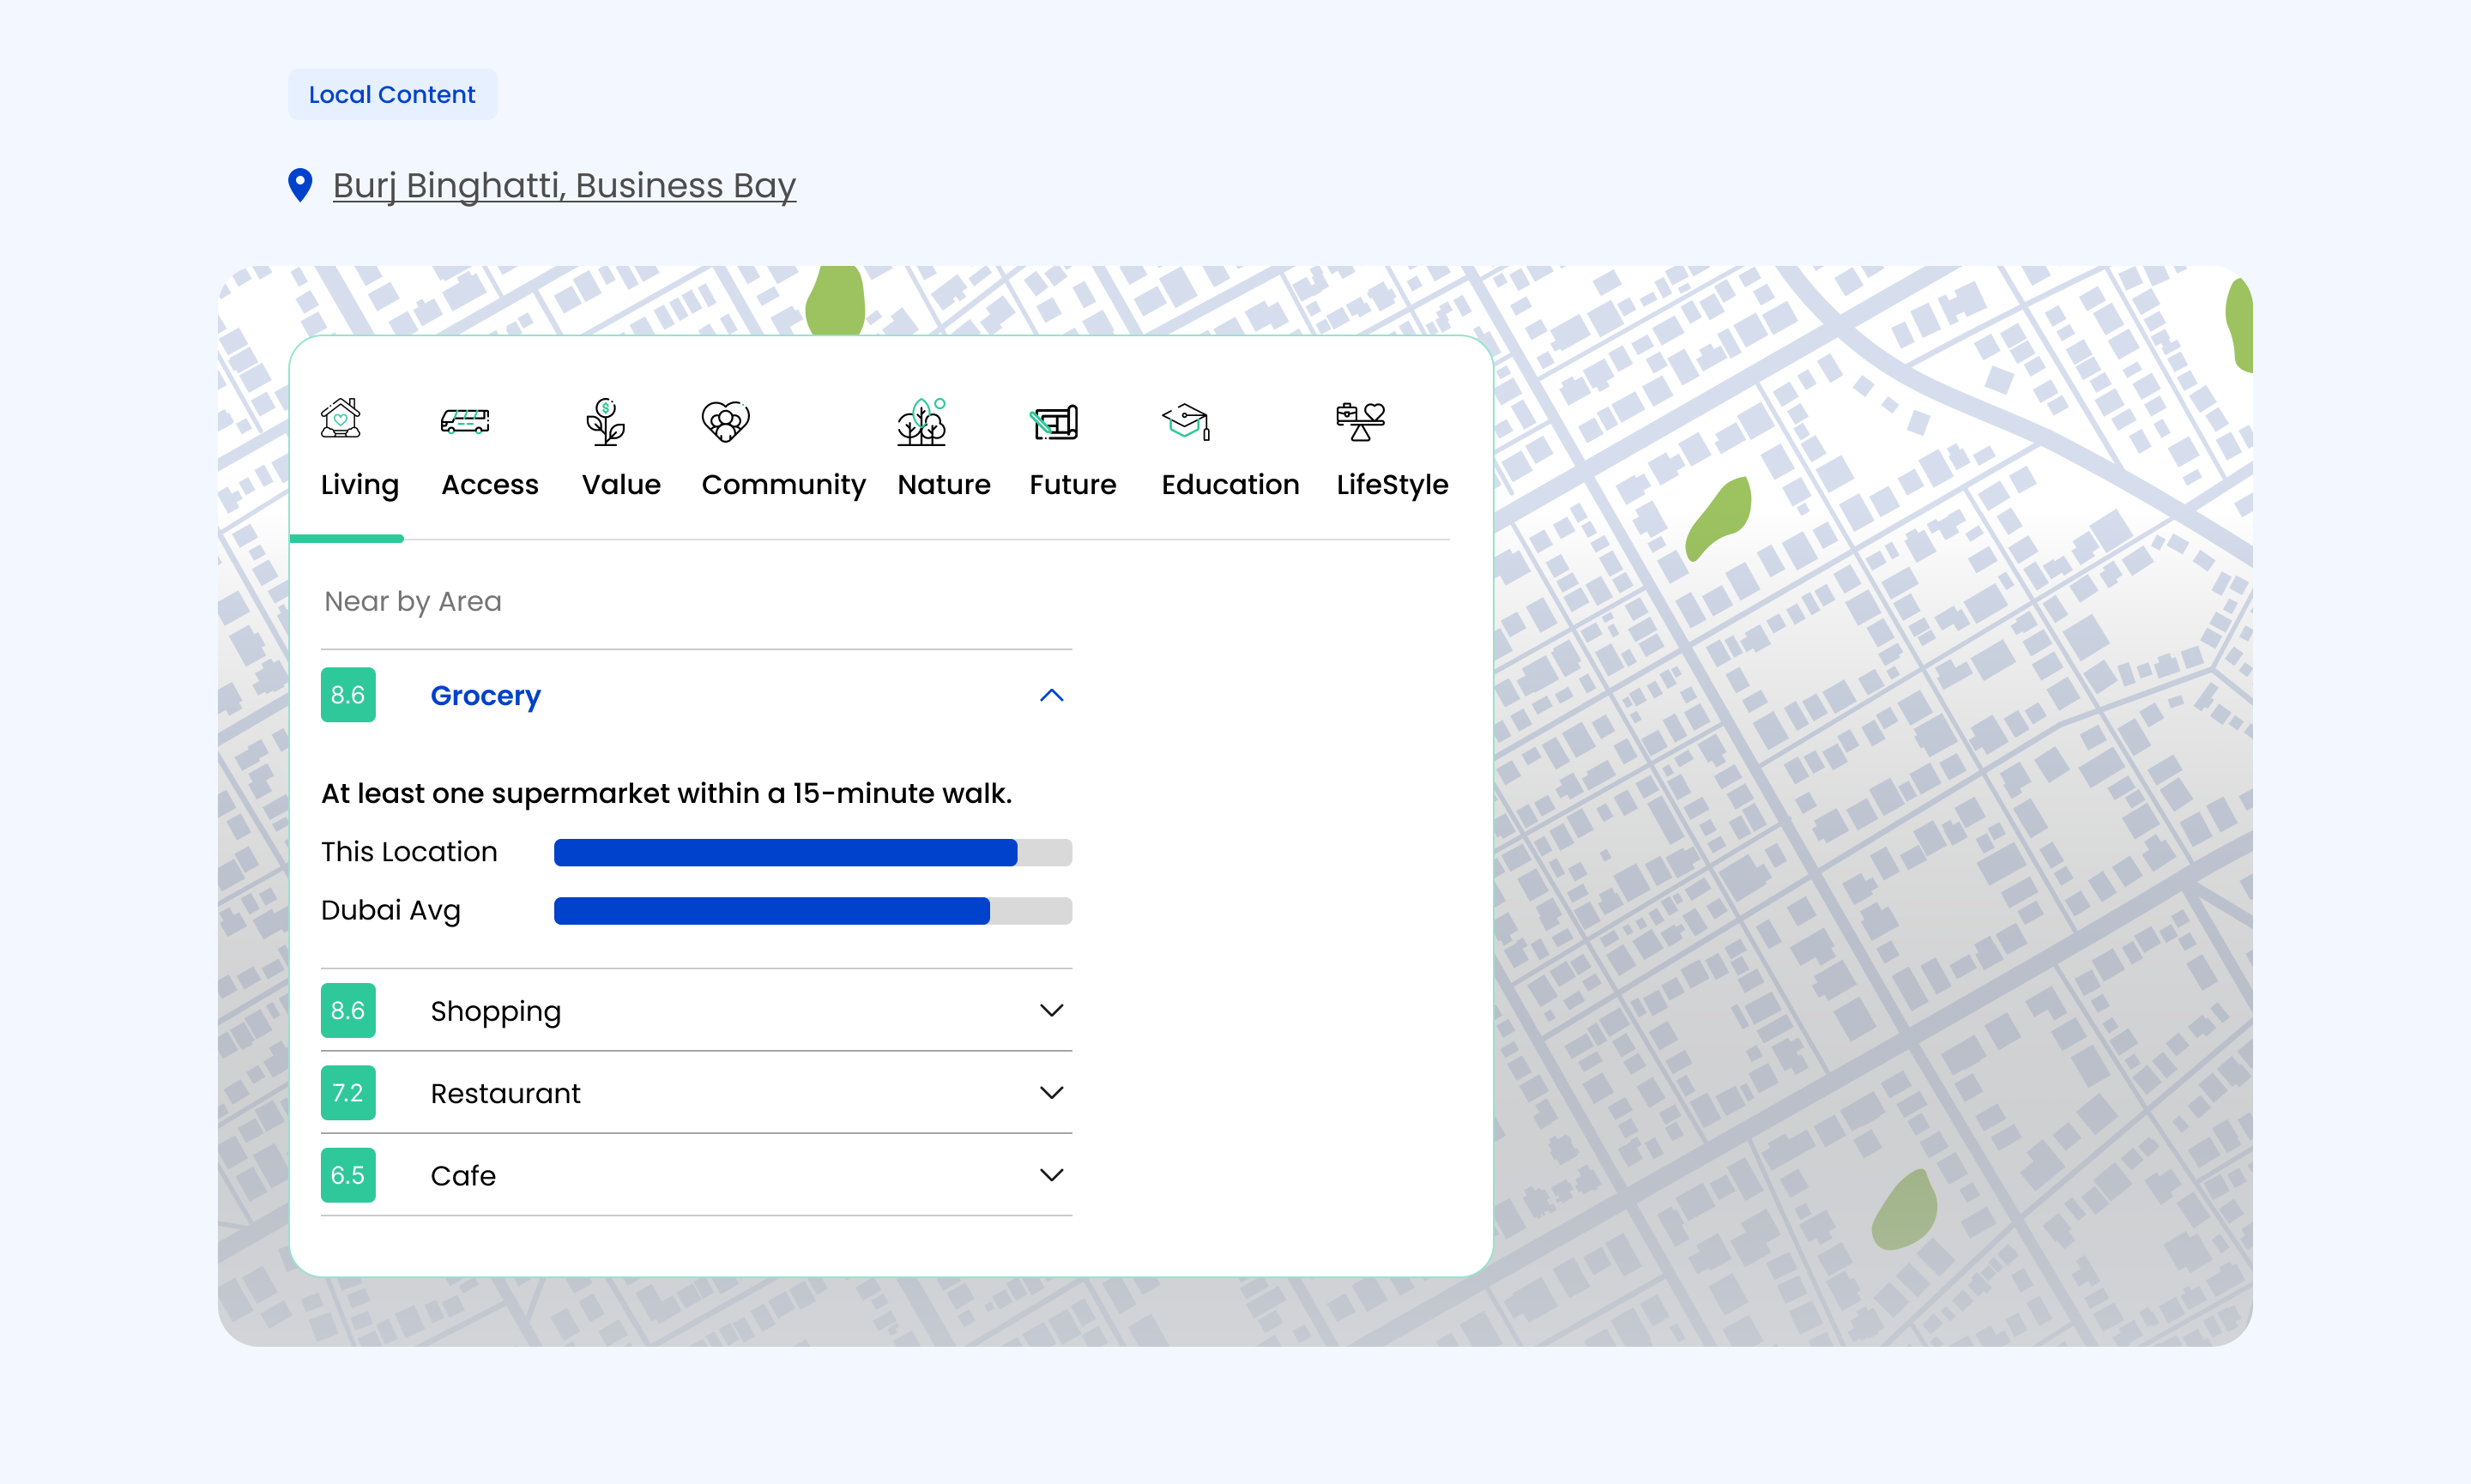 Local Content
Burj Binghatti, Business Bay
Living Access Value Community Nature Future Education LifeStyle
Near by Area
8.6 Grocery
At least one supermarket within a 15-minute walk.
This Location
Dubai Avg
8.6 Shopping
7.2 Restaurant
6.5 Cafe